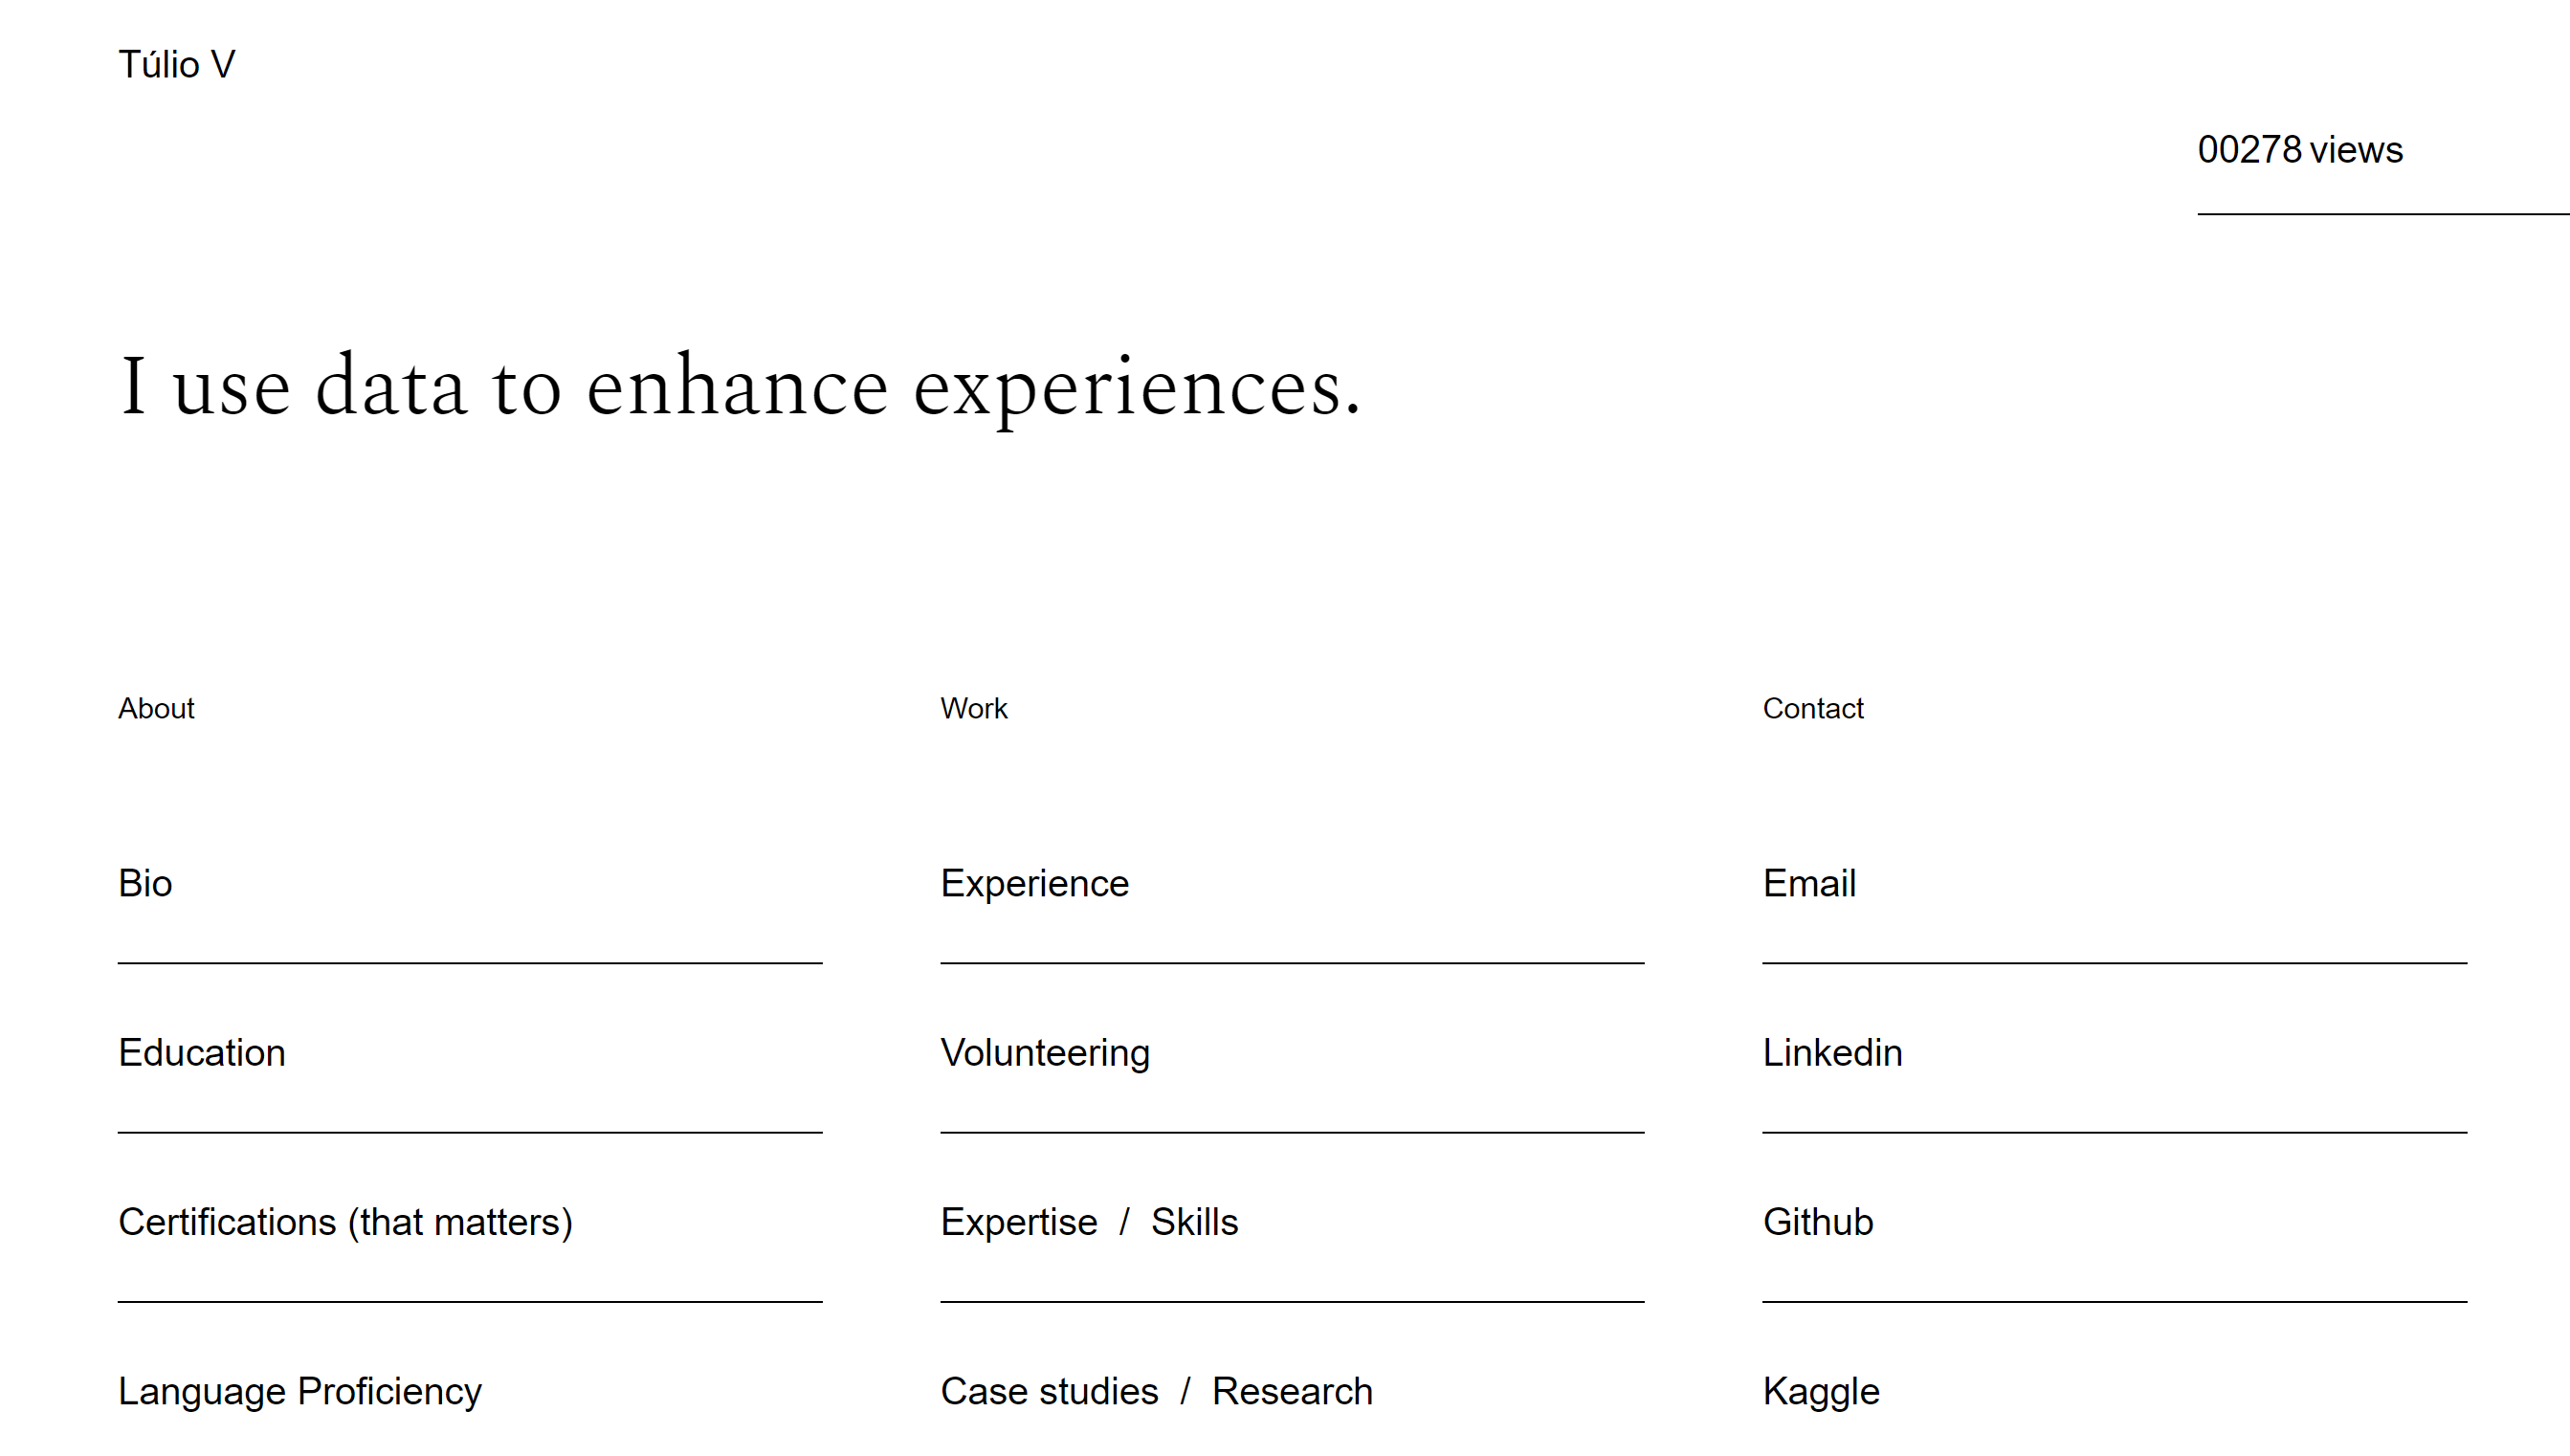 Túlio V
00278 views
I use data to enhance experiences.
About
Bio
Education
Certifications (that matters)
Language Proficiency
Work
Experience
Volunteering
Expertise / Skills
Case studies / Research
Contact
Email
Linkedin
Github
Kaggle